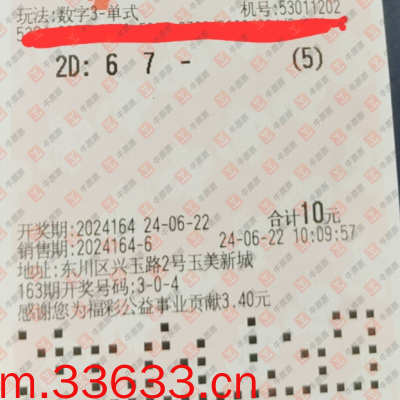 玩法:数字3-单式 机号:53011202
2D: 6 7 - (5)
开奖期:2024164 24-06-22 合计10元
销售期:2024164-6 24-06-22 10:09:57
地址:东川区兴玉路2号玉美新城
163期开奖号码:3-0-4
感谢您为福彩公益事业贡献3.40元
m.33633.cn